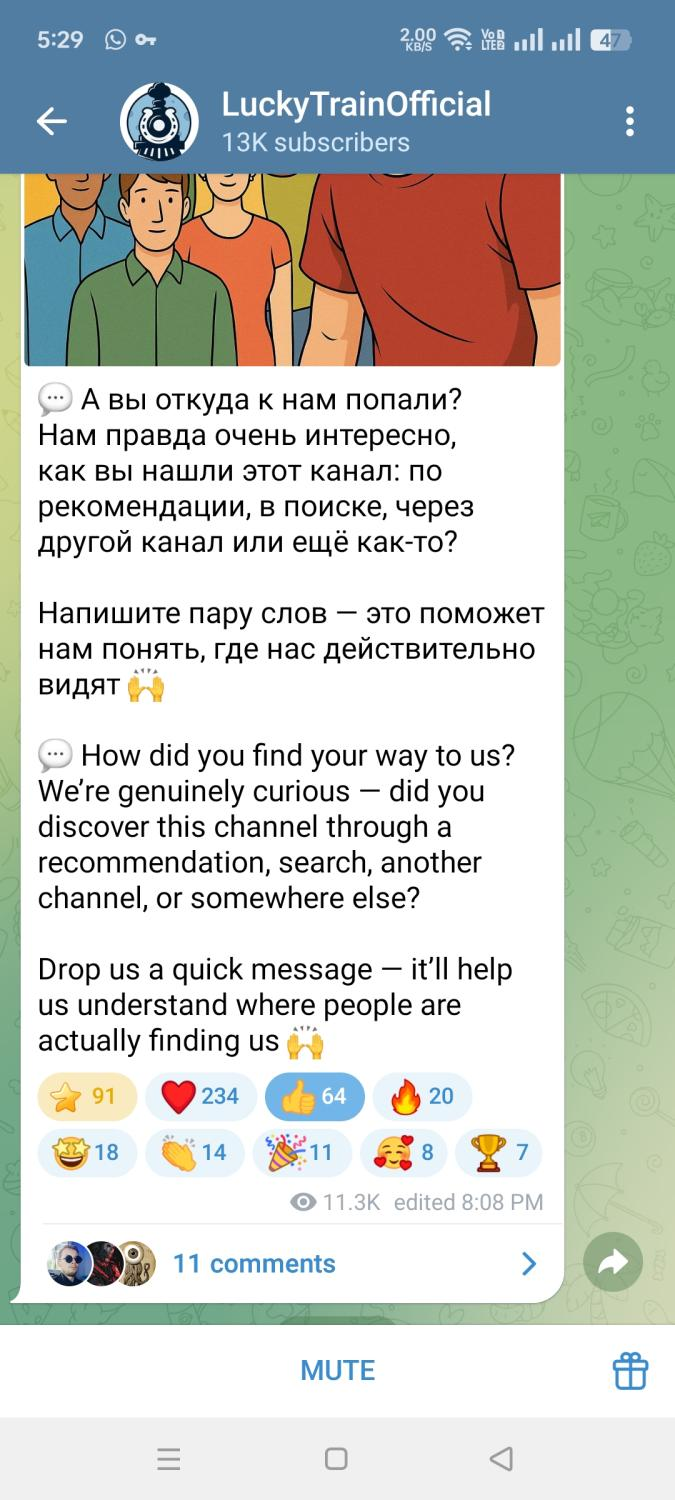 5:29 2.00 KB/S Vo LTE2 47
LuckyTrainOfficial
13K subscribers
💬 А вы откуда к нам попали?
Нам правда очень интересно,
как вы нашли этот канал: по
рекомендации, в поиске, через
другой канал или ещё как-то?
Напишите пару слов — это поможет
нам понять, где нас действительно
видят 🙌
💬 How did you find your way to us?
We’re genuinely curious — did you
discover this channel through a
recommendation, search, another
channel, or somewhere else?
Drop us a quick message — it’ll help
us understand where people are
actually finding us 🙌
⭐ 91 ❤️ 234 👍 64 🔥 20
🤩 18 👏 14 🎉 11 🥰 8 🏆 7
11.3K edited 8:08 PM
11 comments
MUTE